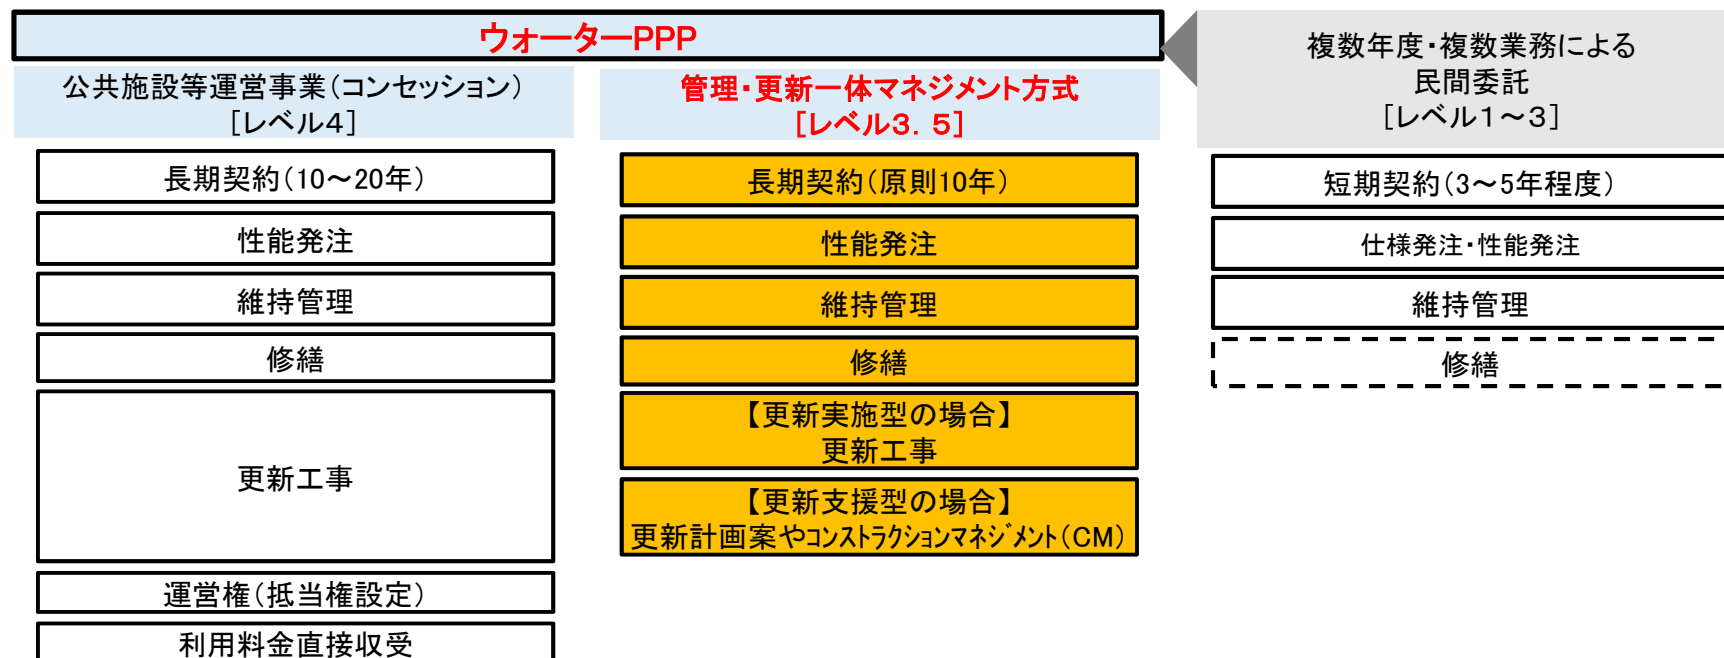 ウォーターPPP
公共施設等運営事業（コンセッション）
［レベル４］
長期契約（10～20年）
性能発注
維持管理
修繕
更新工事
運営権（抵当権設定）
利用料金直接収受
管理・更新一体マネジメント方式
［レベル３．５］
長期契約（原則10年）
性能発注
維持管理
修繕
【更新実施型の場合】
更新工事
【更新支援型の場合】
更新計画案やｺﾝｽﾄﾗｸｼｮﾝﾏﾈｼﾞﾒﾝﾄ（CM）
複数年度・複数業務による
民間委託
［レベル１～３］
短期契約（３～５年程度）
仕様発注・性能発注
維持管理
修繕